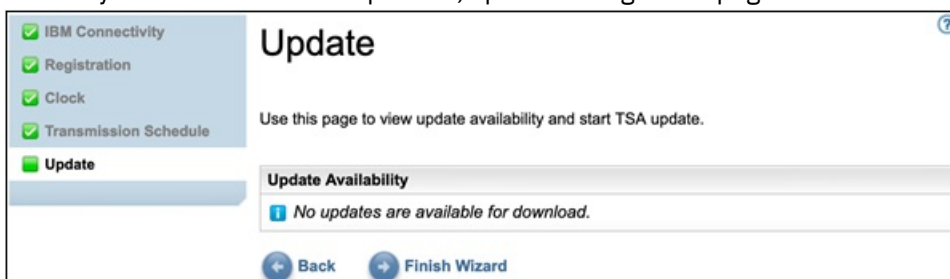 IBM Connectivity
Registration
Clock
Transmission Schedule
Update
Update
?
Use this page to view update availability and start TSA update.
Update Availability
No updates are available for download.
Back
Finish Wizard